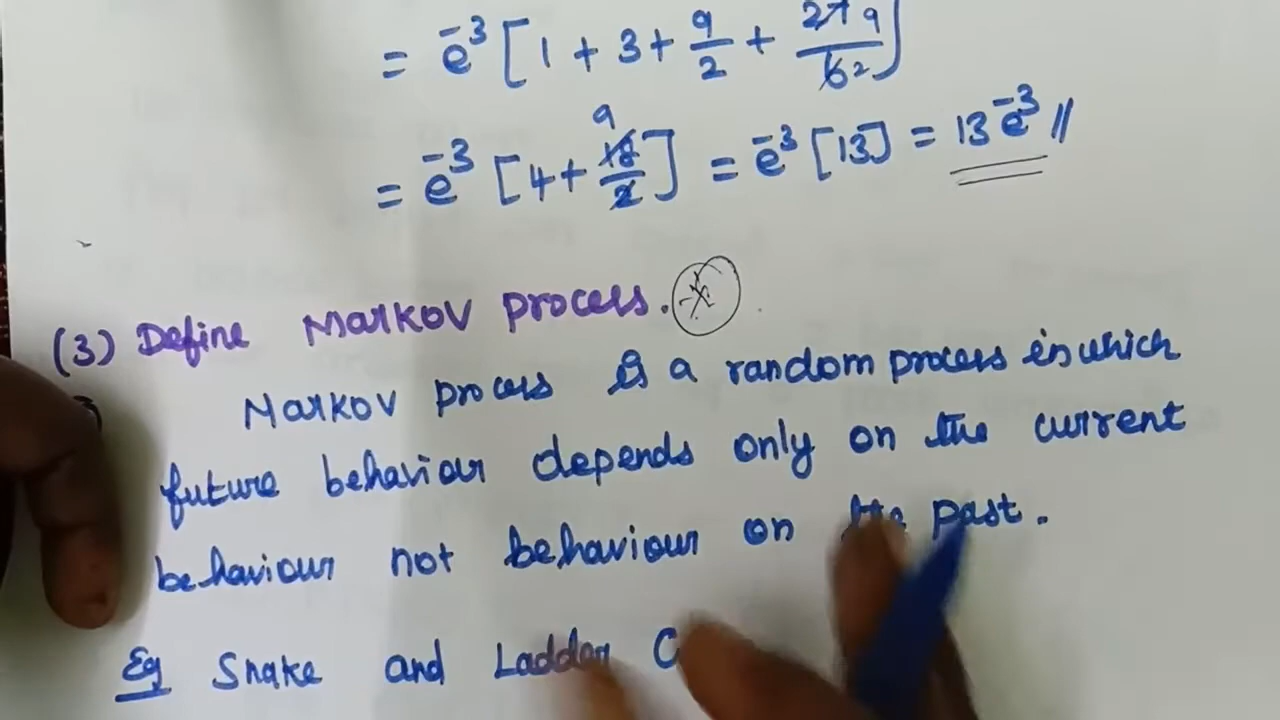 = e^-3 [1 + 3 + 9/2 + 27 9/6 2]
= e^-3 [4 + 18 9/2] = e^-3 [13] = 13 e^-3 //
(3) Define Markov process. *
Markov process is a random process in which
future behaviour depends only on the current
behaviour not behaviour on the past.
Eg Snake and Ladder